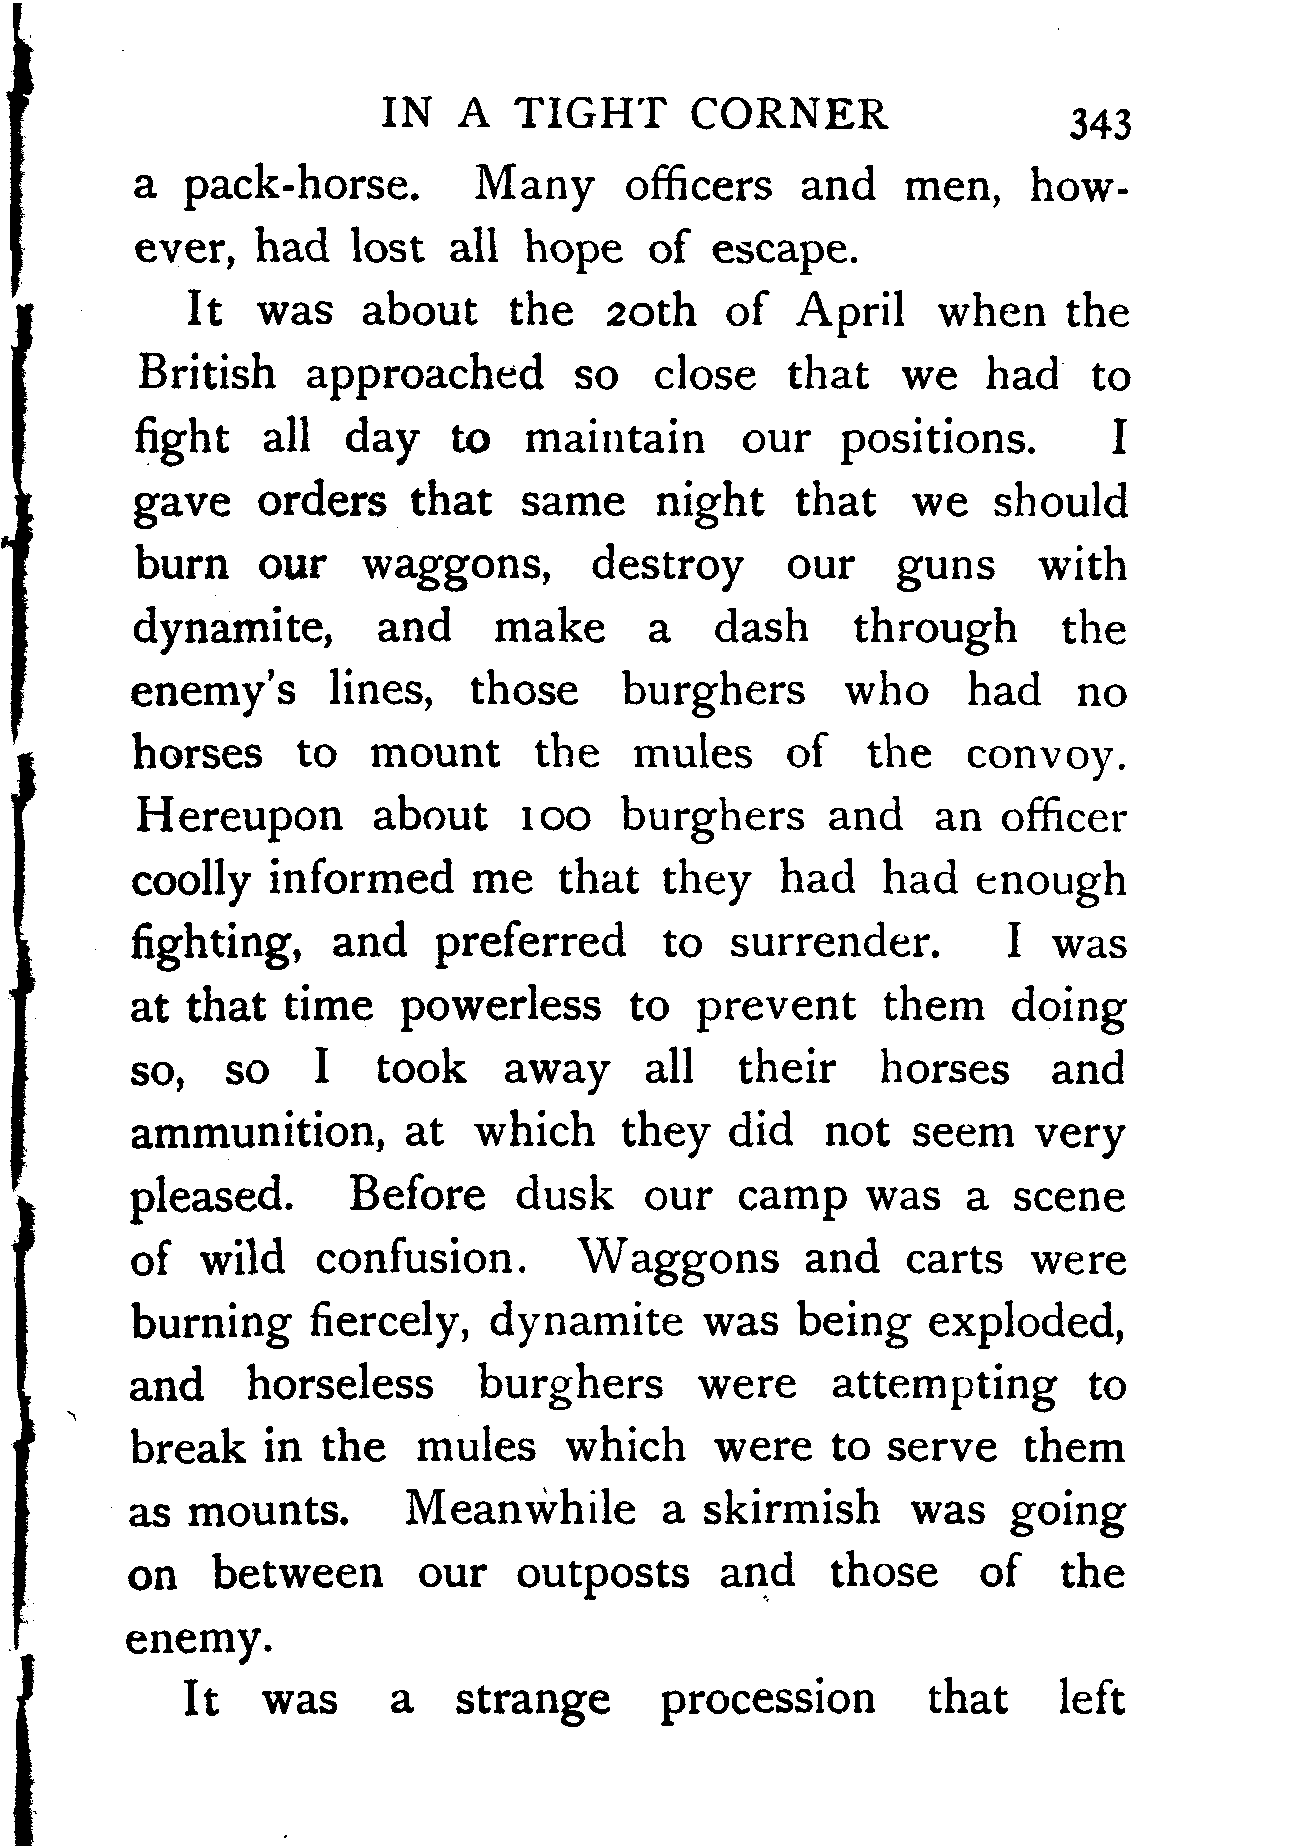 IN A TIGHT CORNER 343
a pack-horse. Many officers and men, how-
ever, had lost all hope of escape.
It was about the 20th of April when the
British approached so close that we had to
fight all day to maintain our positions. I
gave orders that same night that we should
burn our waggons, destroy our guns with
dynamite, and make a dash through the
enemy's lines, those burghers who had no
horses to mount the mules of the convoy.
Hereupon about 100 burghers and an officer
coolly informed me that they had had enough
fighting, and preferred to surrender. I was
at that time powerless to prevent them doing
so, so I took away all their horses and
ammunition, at which they did not seem very
pleased. Before dusk our camp was a scene
of wild confusion. Waggons and carts were
burning fiercely, dynamite was being exploded,
and horseless burghers were attempting to
break in the mules which were to serve them
as mounts. Meanwhile a skirmish was going
on between our outposts and those of the
enemy.
It was a strange procession that left